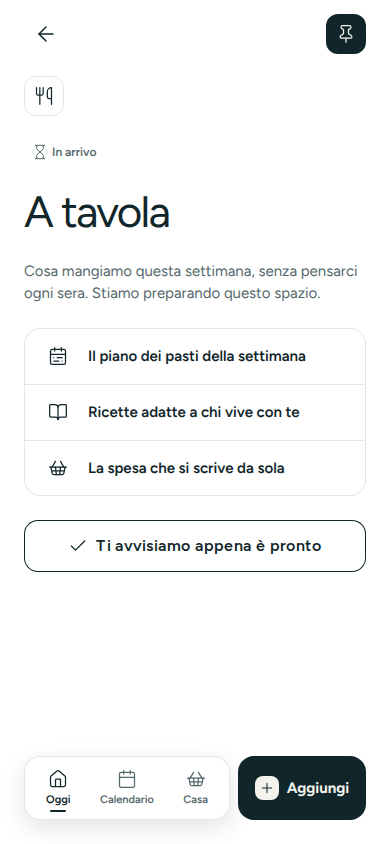 In arrivo
A tavola
Cosa mangiamo questa settimana, senza pensarci
ogni sera. Stiamo preparando questo spazio.
Il piano dei pasti della settimana
Ricette adatte a chi vive con te
La spesa che si scrive da sola
Ti avvisiamo appena è pronto
Oggi
Calendario
Casa
Aggiungi